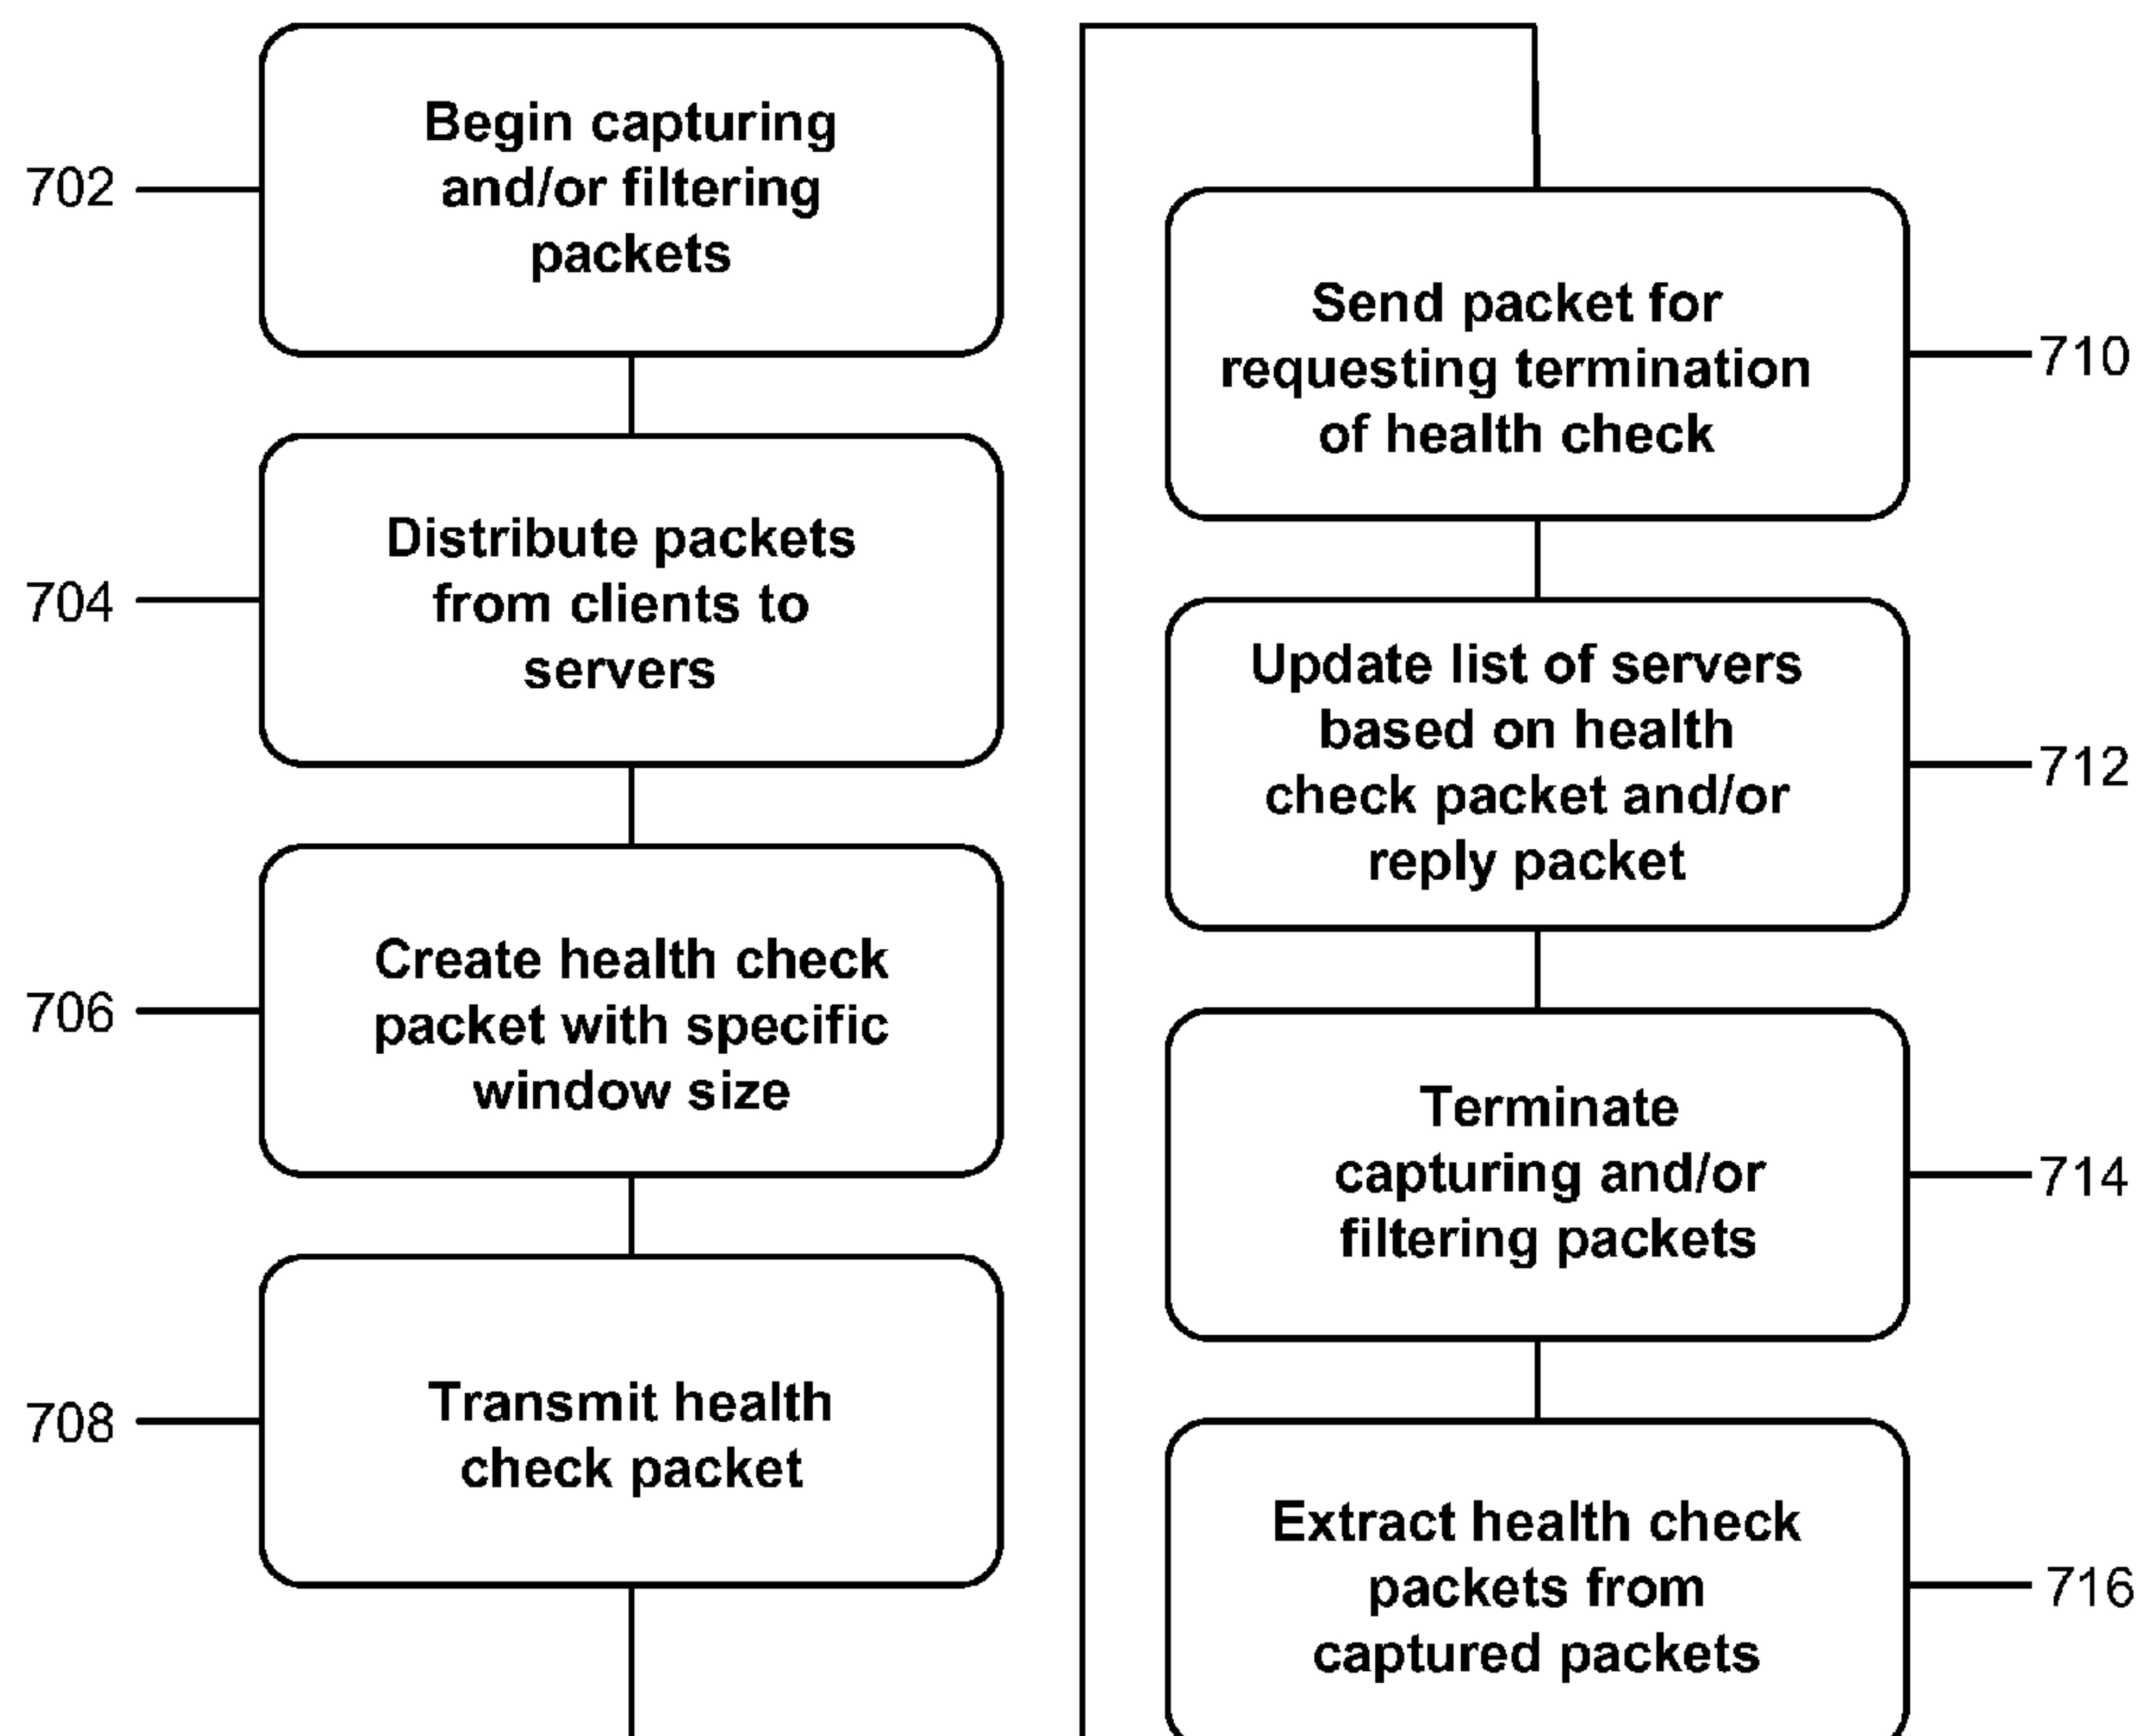 702
Begin capturing
and/or filtering
packets
704
Distribute packets
from clients to
servers
706
Create health check
packet with specific
window size
708
Transmit health
check packet
Send packet for
requesting termination
of health check
710
Update list of servers
based on health
check packet and/or
reply packet
712
Terminate
capturing and/or
filtering packets
714
Extract health check
packets from
captured packets
716